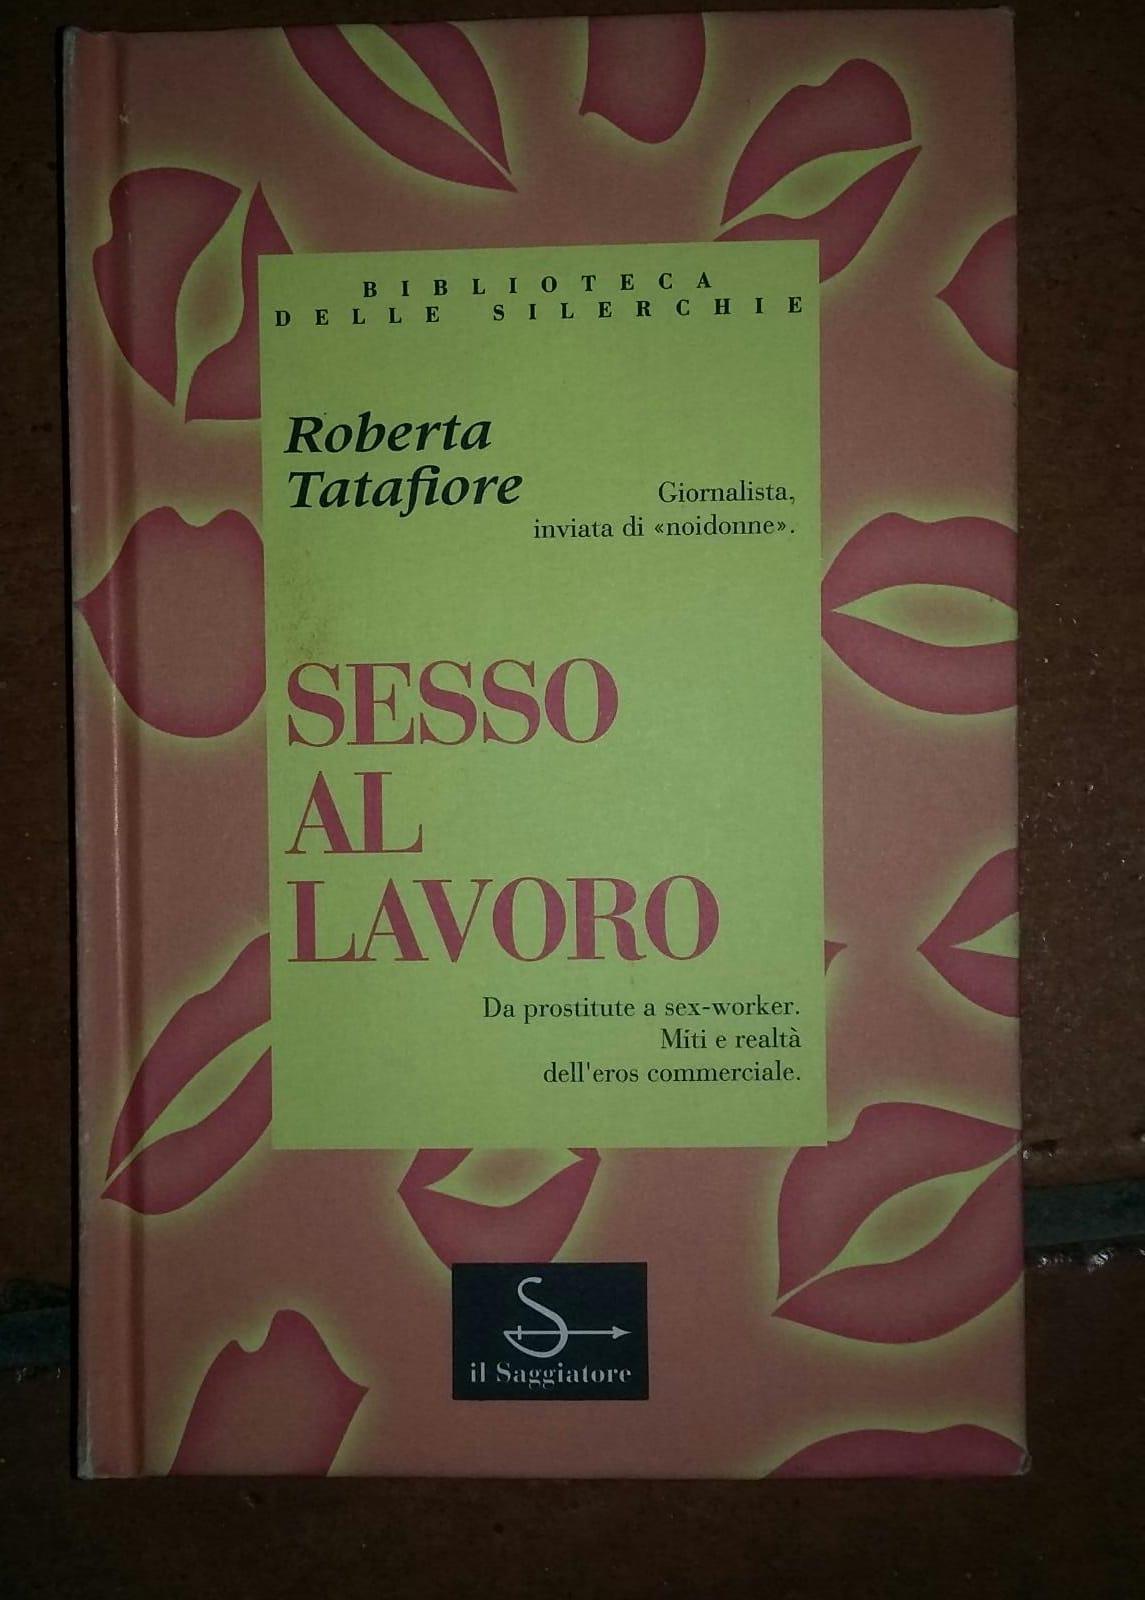 BIBLIOTECA
DELLE SILERCHIE
Roberta
Tatafiore
Giornalista,
inviata di «noidonne».
SESSO
AL
LAVORO
Da prostitute a sex-worker.
Miti e realtà
dell'eros commerciale.
S
il Saggiatore